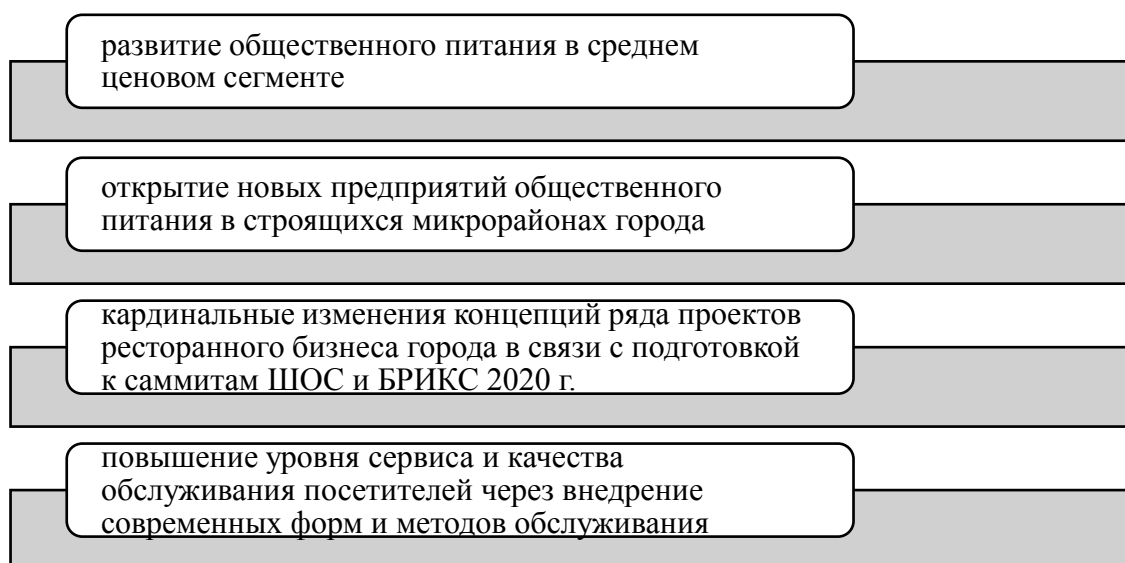 развитие общественного питания в среднем
ценовом сегменте
открытие новых предприятий общественного
питания в строящихся микрорайонах города
кардинальные изменения концепций ряда проектов
ресторанного бизнеса города в связи с подготовкой
к саммитам ШОС и БРИКС 2020 г.
повышение уровня сервиса и качества
обслуживания посетителей через внедрение
современных форм и методов обслуживания